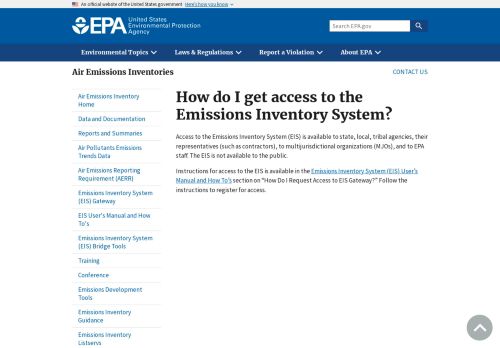 An official website of the United States government Here's how you know
EPA United States
Environmental Protection
Agency
Search EPA.gov
Environmental Topics Laws & Regulations Report a Violation About EPA
Air Emissions Inventories
CONTACT US
Air Emissions Inventory
Home
Data and Documentation
Reports and Summaries
Air Pollutants Emissions
Trends Data
Air Emissions Reporting
Requirement (AERR)
Emissions Inventory System
(EIS) Gateway
EIS User's Manual and How
To's
Emissions Inventory System
(EIS) Bridge Tools
Training
Conference
Emissions Development
Tools
Emissions Inventory
Guidance
Emissions Inventory
Listservs
How do I get access to the
Emissions Inventory System?
Access to the Emissions Inventory System (EIS) is available to state, local, tribal agencies, their
representatives (such as contractors), to multijurisdictional organizations (MJOs), and to EPA
staff. The EIS is not available to the public.
Instructions for access to the EIS is available in the Emissions Inventory System (EIS) User's
Manual and How To's section on "How Do I Request Access to EIS Gateway?" Follow the
instructions to register for access.